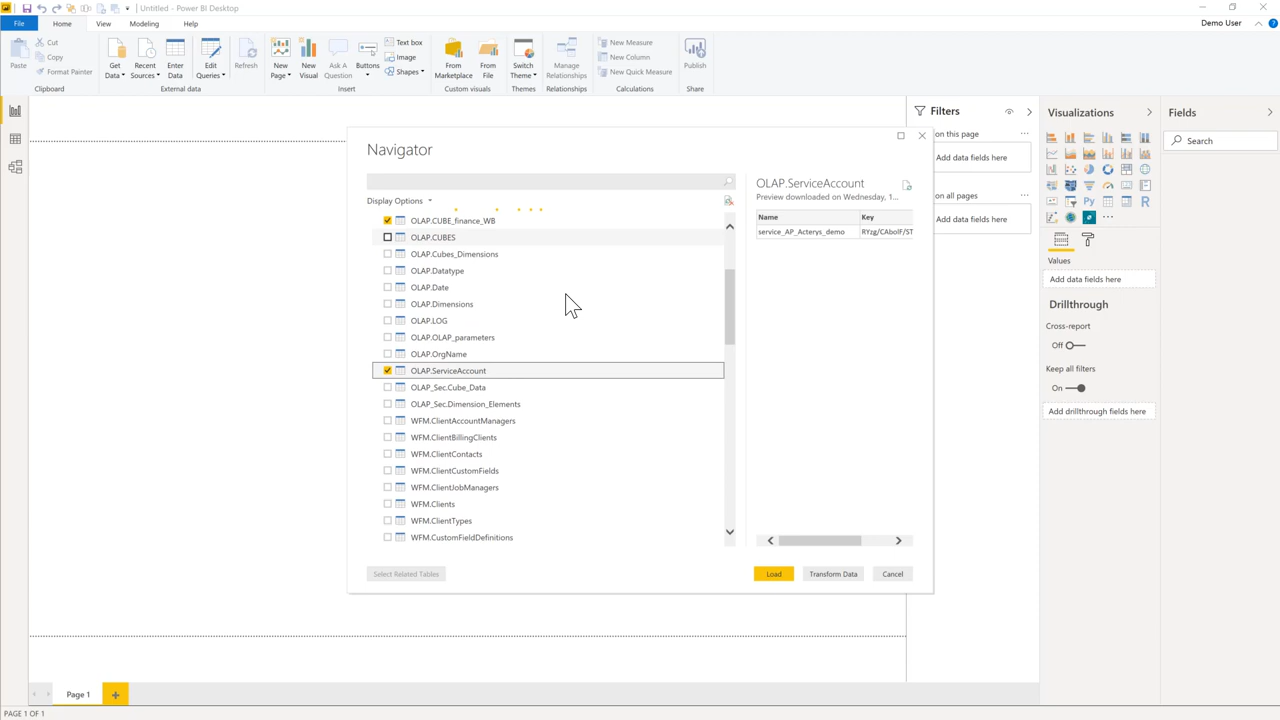 Untitled - Power BI Desktop
File
Home
View
Modeling
Help
Demo User
Paste
Cut
Copy
Format Painter
Clipboard
Get Data
Recent Sources
Enter Data
Edit Queries
Refresh
External data
New Page
New Visual
Ask A Question
Buttons
Text box
Image
Shapes
Insert
From Marketplace
From File
Custom visuals
Switch Theme
Themes
Manage Relationships
Relationships
New Measure
New Column
New Quick Measure
Calculations
Publish
Share
Navigator
Display Options
OLAP.CUBE_finance_WB
OLAP.CUBES
OLAP.Cubes_Dimensions
OLAP.Datatype
OLAP.Date
OLAP.Dimensions
OLAP.LOG
OLAP.OLAP_parameters
OLAP.OrgName
OLAP.ServiceAccount
OLAP_Sec.Cube_Data
OLAP_Sec.Dimension_Elements
WFM.ClientAccountManagers
WFM.ClientBillingClients
WFM.ClientContacts
WFM.ClientCustomFields
WFM.ClientJobManagers
WFM.Clients
WFM.ClientTypes
WFM.CustomFieldDefinitions
Select Related Tables
OLAP.ServiceAccount
Preview downloaded on Wednesday, 1...
Name Key
service_AP_Acterys_demo
Load
Transform Data
Cancel
Filters
on this page
...
Add data fields here
on all pages
...
Add data fields here
Visualizations
Py
R
...
Values
Add data fields here
Drillthrough
Cross-report
Off
Keep all filters
On
Add drillthrough fields here
Fields
Search
Page 1
PAGE 1 OF 1